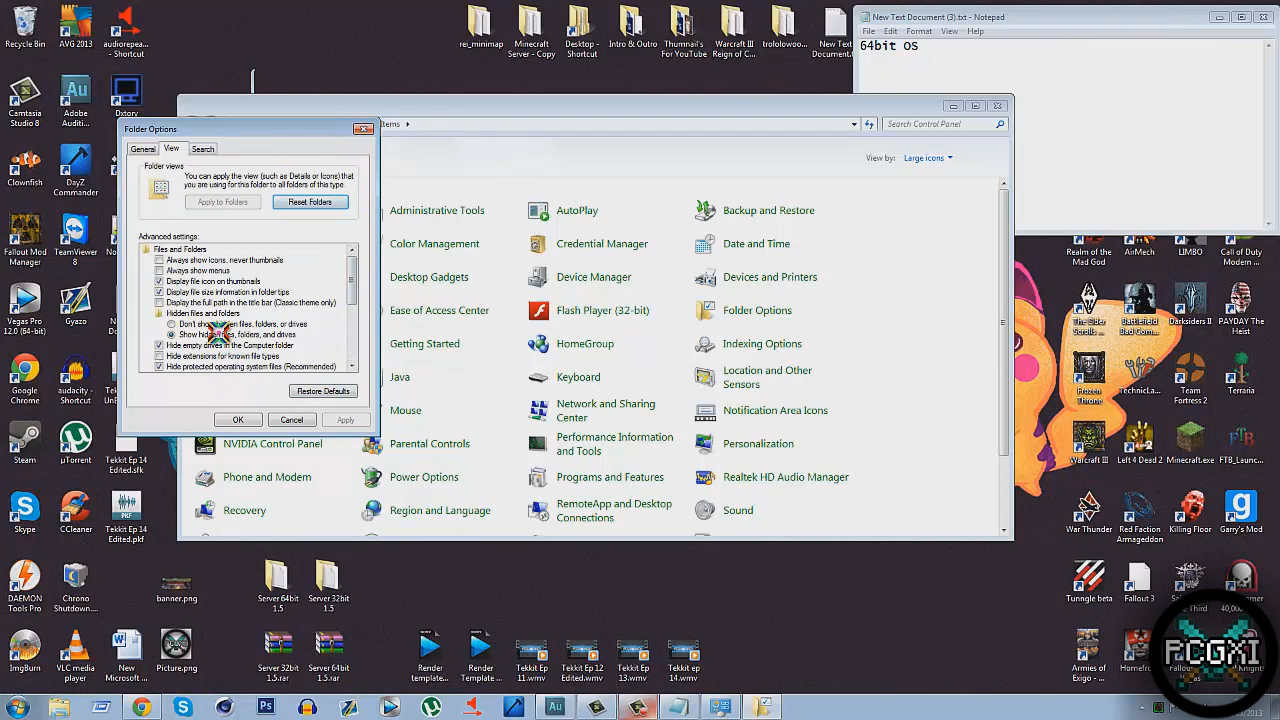 Recycle Bin
AVG 2013
audiorepea...
- Shortcut
rei_minimap
Minecraft
Server - Copy
Desktop -
Shortcut
Intro & Outro
Thumnail's
For YouTube
Warcraft III
Reign of C...
trololowoo...
New Text
Document.t...
New Text Document (3).txt - Notepad
File Edit Format View Help
64bit OS
Camtasia
Studio 8
Adobe
Auditi...
Dxtory
Clownfish
DayZ
Commander
Fallout Mod
Manager
TeamViewer
8
Vegas Pro
12.0 (64-bit)
Gyazo
Google
Chrome
audacity -
Shortcut
Steam
µTorrent
Tekkit Ep 14
Edited.sfk
Skype
CCleaner
Tekkit Ep 14
Edited.pkf
DAEMON
Tools Pro
Chrono
Shutdown....
banner.png
Server 64bit
1.5
Server 32bit
1.5
ImgBurn
VLC media
player
New
Microsoft ...
Picture.png
Server 32bit
1.5.rar
Server 64bit
1.5.rar
Render
template...
Render
Template...
Tekkit Ep
11.wmv
Tekkit Ep 12
Edited.wmv
Tekkit Ep
13.wmv
Tekkit ep
14.wmv
Folder Options
General View Search
Folder views
You can apply the view (such as Details or Icons) that
you are using for this folder to all folders of this type.
Apply to Folders Reset Folders
Advanced settings:
Files and Folders
Always show icons, never thumbnails
Always show menus
Display file icon on thumbnails
Display file size information in folder tips
Display the full path in the title bar (Classic theme only)
Hidden files and folders
files, folders, or drives
folders, and drives
Hide empty drives in the Computer folder
Hide extensions for known file types
Hide protected operating system files (Recommended)
Restore Defaults
OK Cancel Apply
Items
Search Control Panel
View by: Large icons
Administrative Tools
AutoPlay
Backup and Restore
Color Management
Credential Manager
Date and Time
Desktop Gadgets
Device Manager
Devices and Printers
Ease of Access Center
Flash Player (32-bit)
Folder Options
Getting Started
HomeGroup
Indexing Options
Java
Keyboard
Location and Other
Sensors
Mouse
Network and Sharing
Center
Notification Area Icons
NVIDIA Control Panel
Parental Controls
Performance Information
and Tools
Personalization
Phone and Modem
Power Options
Programs and Features
Realtek HD Audio Manager
Recovery
Region and Language
RemoteApp and Desktop
Connections
Sound
Realm of the
Mad God
AirMech
LIMBO
Call of Duty
Modern ...
The Elder
Scrolls ...
Battlefield
Bad Com...
Darksiders II
PAYDAY The
Heist
Frozen
Throne
TechnicLa...
Team
Fortress 2
Terraria
Warcraft III
Left 4 Dead 2
Minecraft.exe
FTB_Launc...
War Thunder
Red Faction
Armageddon
Killing Floor
Garry's Mod
Tunngle beta
Fallout 3
Armies of
Exigo - ...
FCGXI